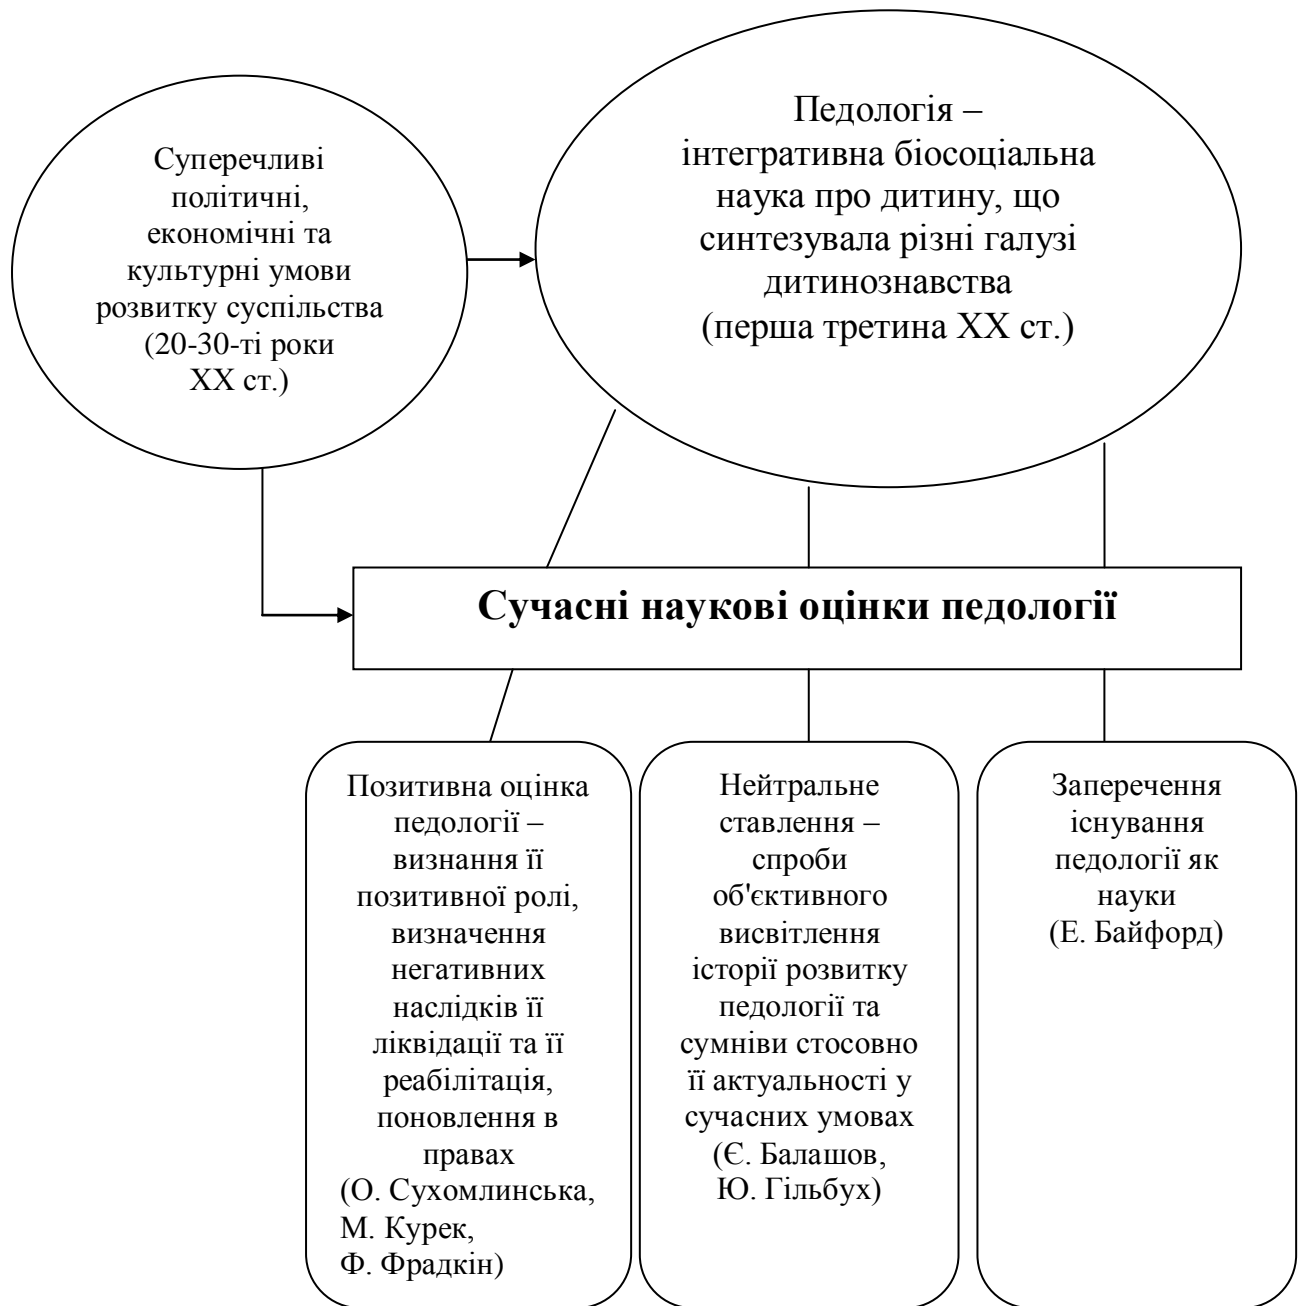 Суперечливі
політичні,
економічні та
культурні умови
розвитку суспільства
(20-30-ті роки
ХХ ст.)
Педологія –
інтегративна біосоціальна
наука про дитину, що
синтезувала різні галузі
дитинознавства
(перша третина ХХ ст.)
Сучасні наукові оцінки педології
Позитивна оцінка
педології –
визнання її
позитивної ролі,
визначення
негативних
наслідків її
ліквідації та її
реабілітація,
поновлення в
правах
(О. Сухомлинська,
М. Курек,
Ф. Фрадкін)
Нейтральне
ставлення –
спроби
об'єктивного
висвітлення
історії розвитку
педології та
сумніви стосовно
її актуальності у
сучасних умовах
(Є. Балашов,
Ю. Гільбух)
Заперечення
існування
педології як
науки
(Е. Байфорд)